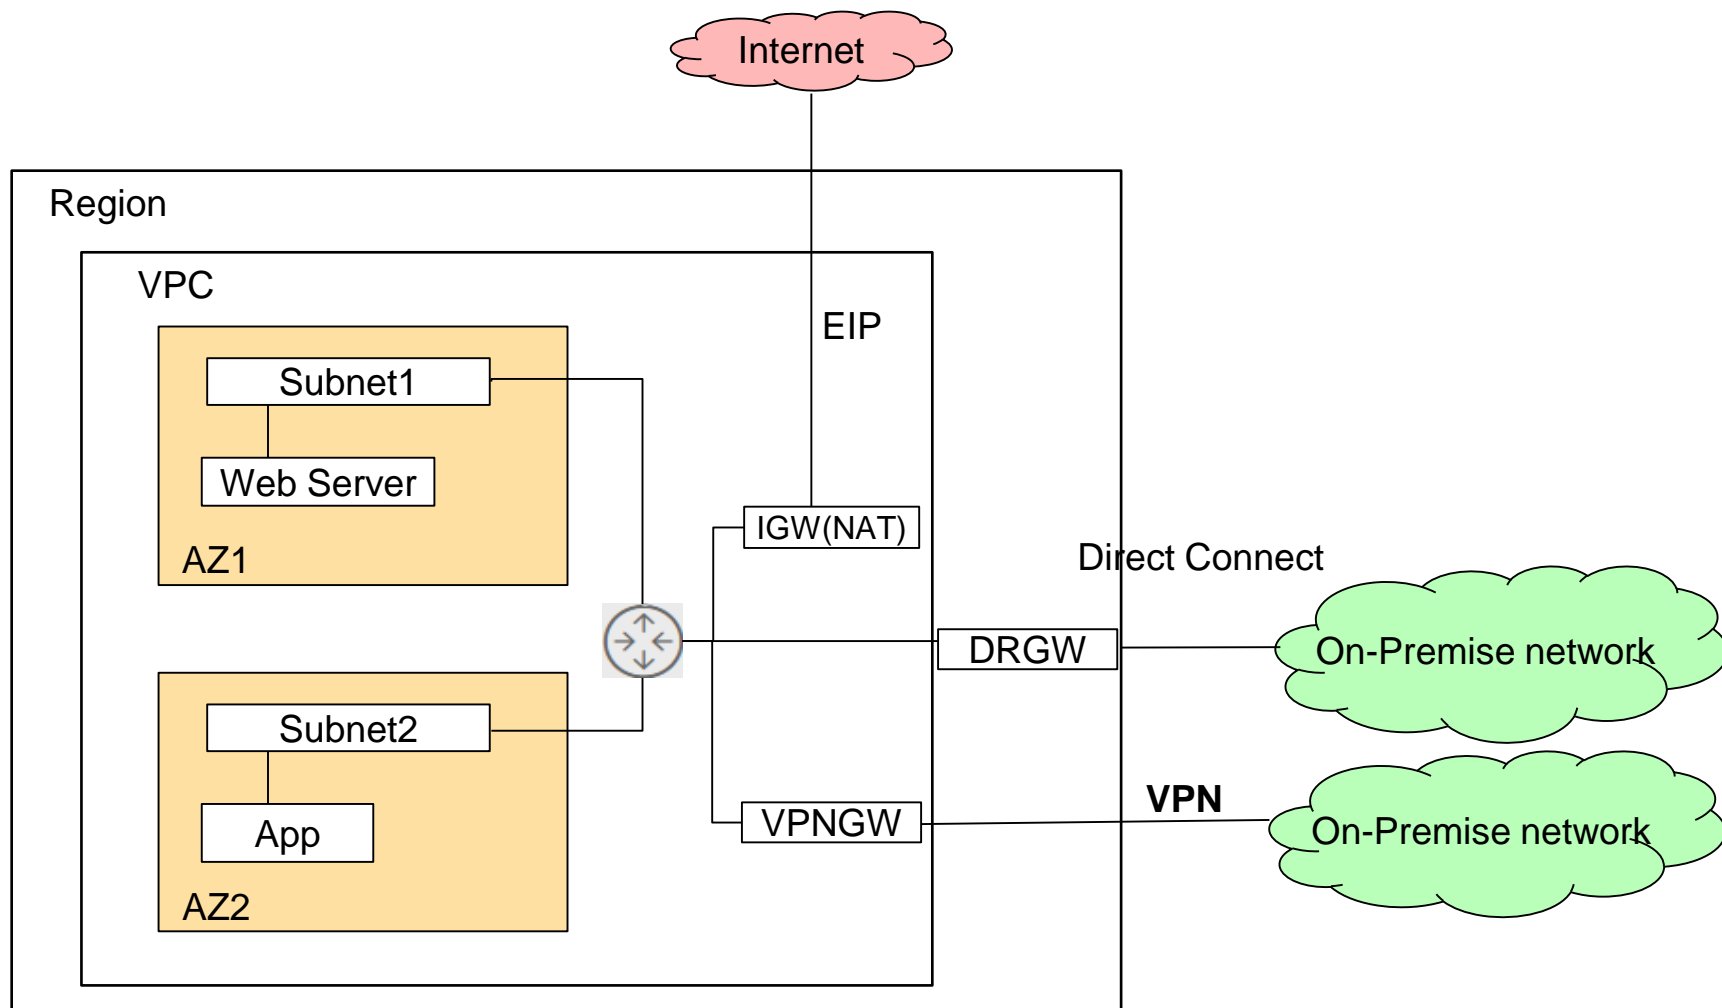 Internet
Region
VPC
EIP
Subnet1
Web Server
IGW(NAT)
AZ1
Direct Connect
DRGW
On-Premise network
Subnet2
VPN
VPNGW
On-Premise network
App
AZ2